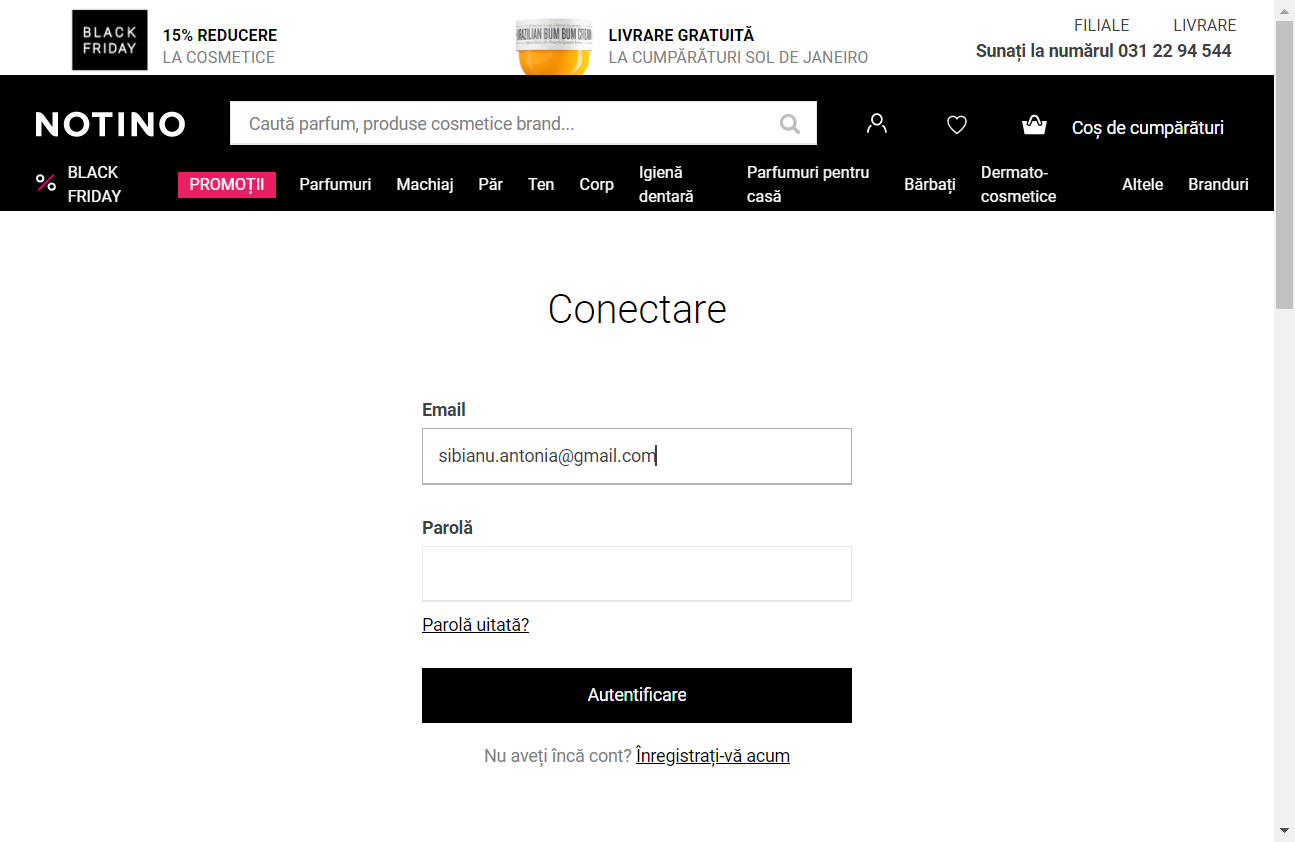 BLACK
FRIDAY
15% REDUCERE
LA COSMETICE
BRAZILIAN BUM BUM CREAM
LIVRARE GRATUITĂ
LA CUMPĂRĂTURI SOL DE JANEIRO
FILIALE LIVRARE
Sunați la numărul 031 22 94 544
NOTINO
Caută parfum, produse cosmetice brand...
Coș de cumpărături
BLACK
FRIDAY
PROMOȚII
Parfumuri
Machiaj
Păr
Ten
Corp
Igienă
dentară
Parfumuri pentru
casă
Bărbați
Dermato-
cosmetice
Altele
Branduri
Conectare
Email
sibianu.antonia@gmail.com
Parolă
Parolă uitată?
Autentificare
Nu aveți încă cont? Înregistrați-vă acum